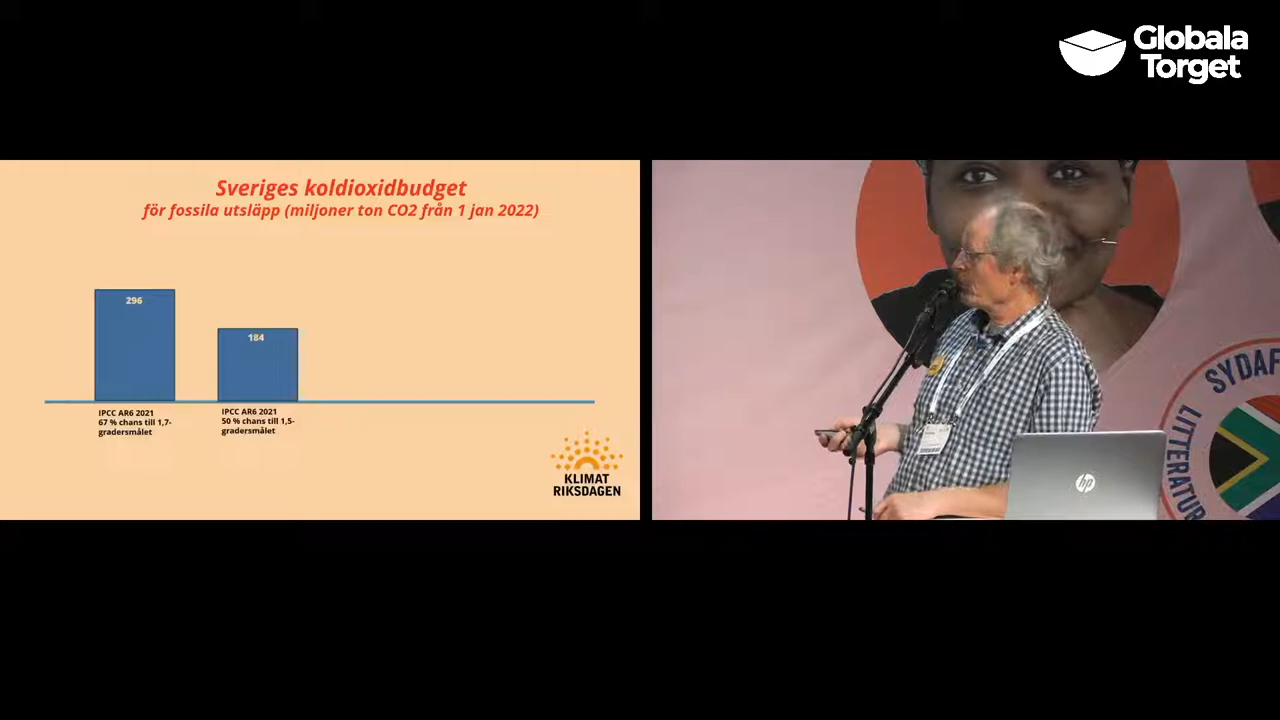 Globala
Torget
Sveriges koldioxidbudget
för fossila utsläpp (miljoner ton CO2 från 1 jan 2022)
296
184
IPCC AR6 2021
67 % chans till 1,7-
gradersmålet
IPCC AR6 2021
50 % chans till 1,5-
gradersmålet
KLIMAT
RIKSDAGEN
SYDAF
LITTERATUR
hp